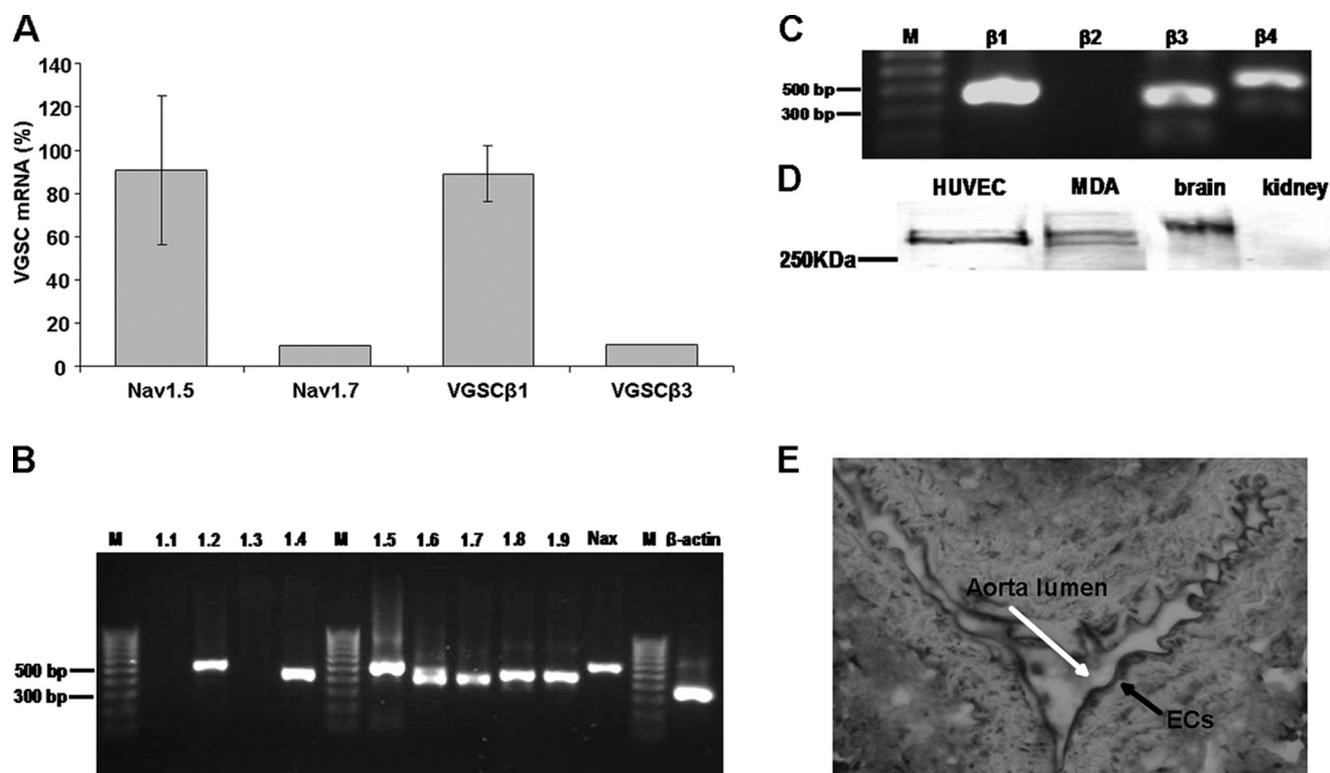 A
VGSC mRNA (%)
140
120
100
80
60
40
20
0
Nav1.5 Nav1.7 VGSCβ1 VGSCβ3
B
M 1.1 1.2 1.3 1.4 M 1.5 1.6 1.7 1.8 1.9 Nax M β-actin
500 bp
300 bp
C
M β1 β2 β3 β4
500 bp
300 bp
D
HUVEC MDA brain kidney
250KDa
E
Aorta lumen
ECs